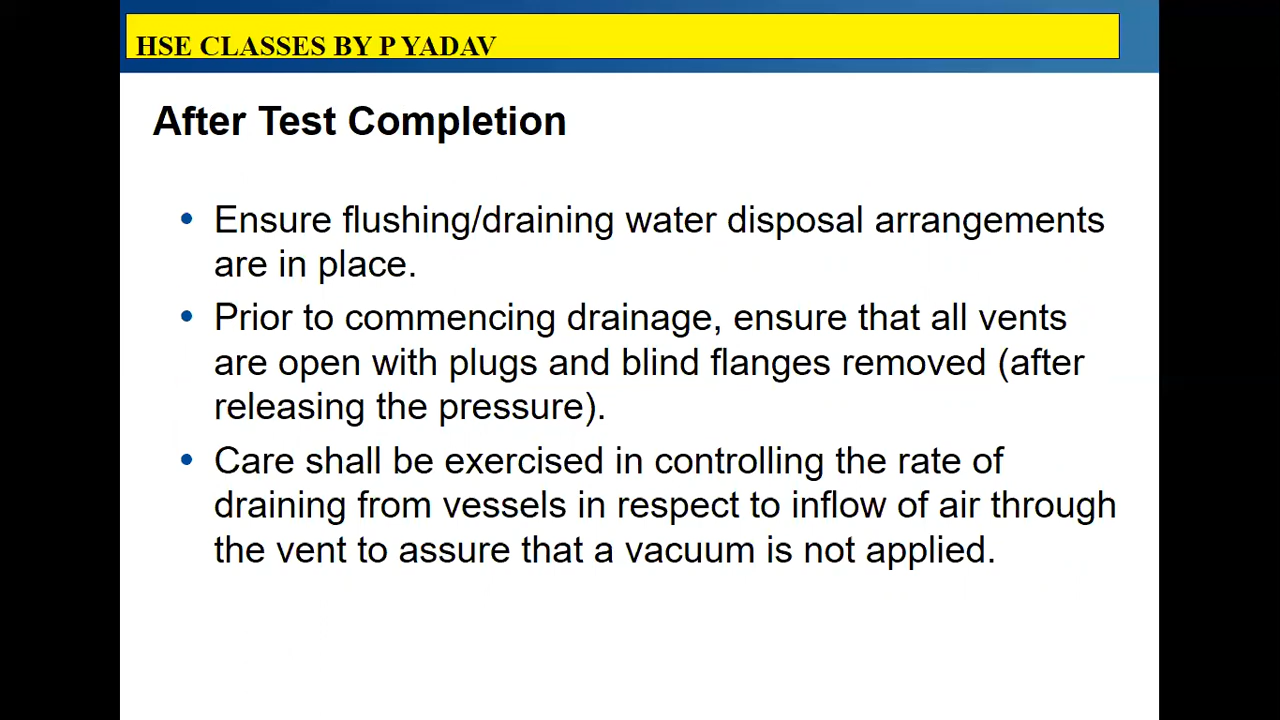 HSE CLASSES BY P YADAV
After Test Completion
• Ensure flushing/draining water disposal arrangements
are in place.
• Prior to commencing drainage, ensure that all vents
are open with plugs and blind flanges removed (after
releasing the pressure).
• Care shall be exercised in controlling the rate of
draining from vessels in respect to inflow of air through
the vent to assure that a vacuum is not applied.